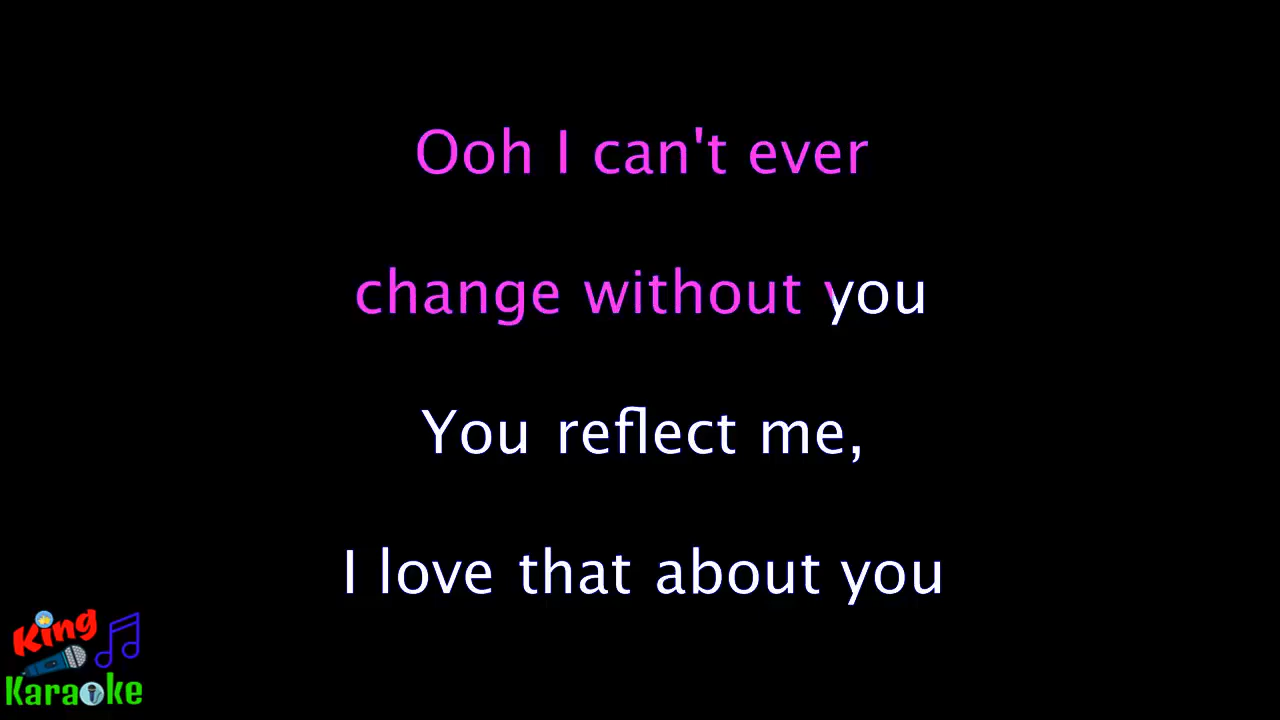 Ooh I can't ever
change without you
You reflect me,
I love that about you
King
Karaoke